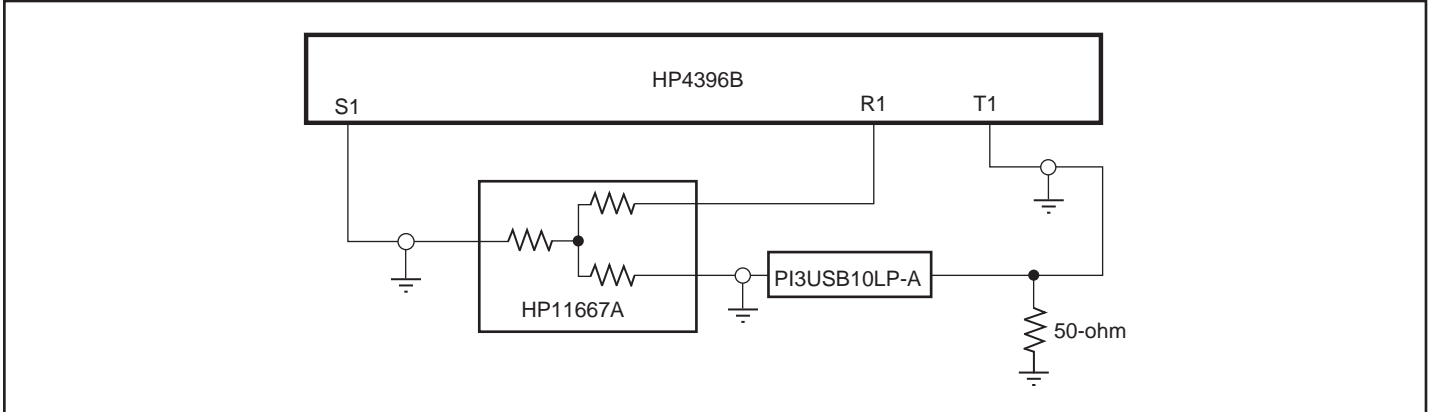 HP4396B
S1
R1
T1
HP11667A
PI3USB10LP-A
50-ohm